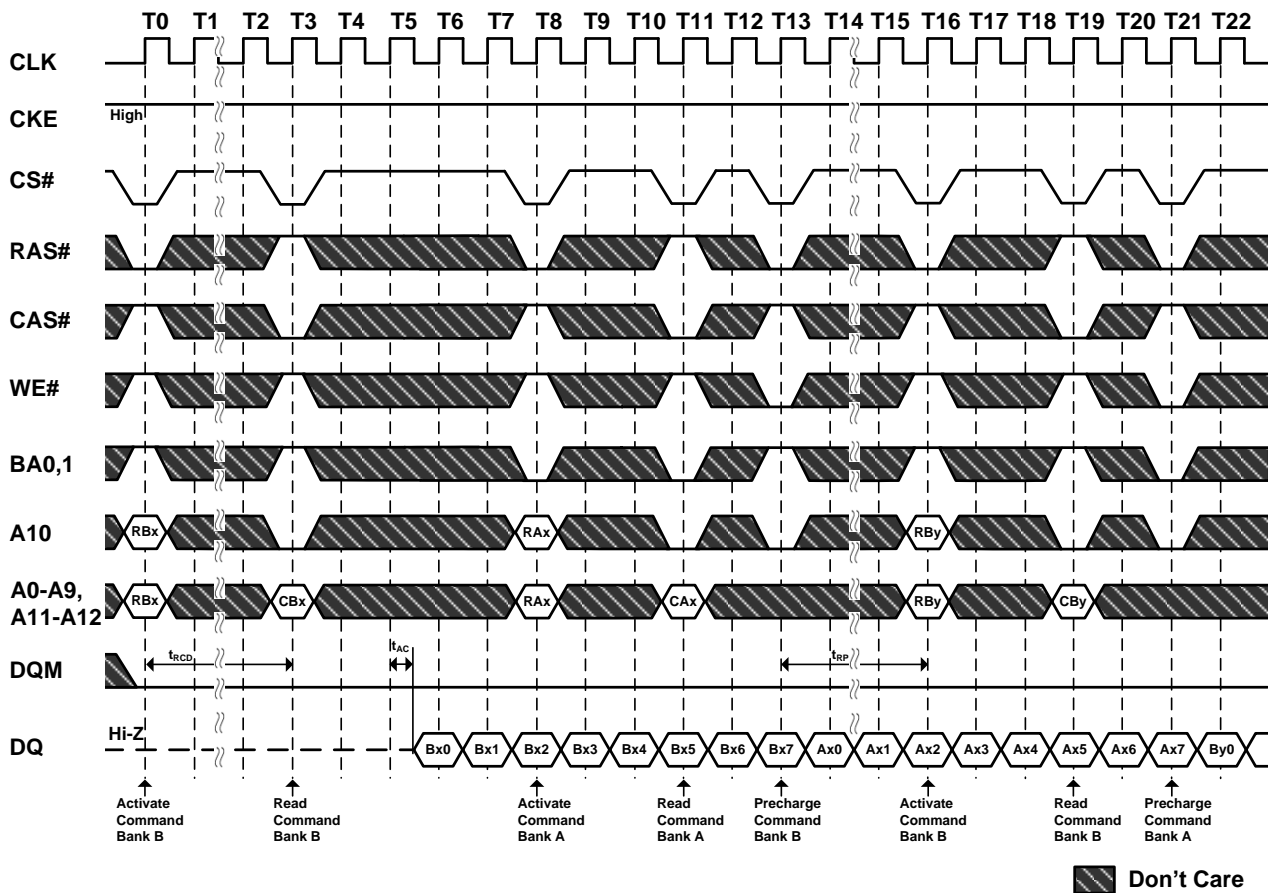 T0 T1 T2 T3 T4 T5 T6 T7 T8 T9 T10 T11 T12 T13 T14 T15 T16 T17 T18 T19 T20 T21 T22
CLK
CKE High
CS#
RAS#
CAS#
WE#
BA0,1
A10 RBx RAx RBy
A0-A9,
A11-A12 RBx CBx RAx CAx RBy CBy
DQM tRCD tAC tRP
DQ Hi-Z Bx0 Bx1 Bx2 Bx3 Bx4 Bx5 Bx6 Bx7 Ax0 Ax1 Ax2 Ax3 Ax4 Ax5 Ax6 Ax7 By0
Activate
Command
Bank B
Read
Command
Bank B
Activate
Command
Bank A
Read
Command
Bank A
Precharge
Command
Bank B
Activate
Command
Bank B
Read
Command
Bank B
Precharge
Command
Bank A
Don't Care